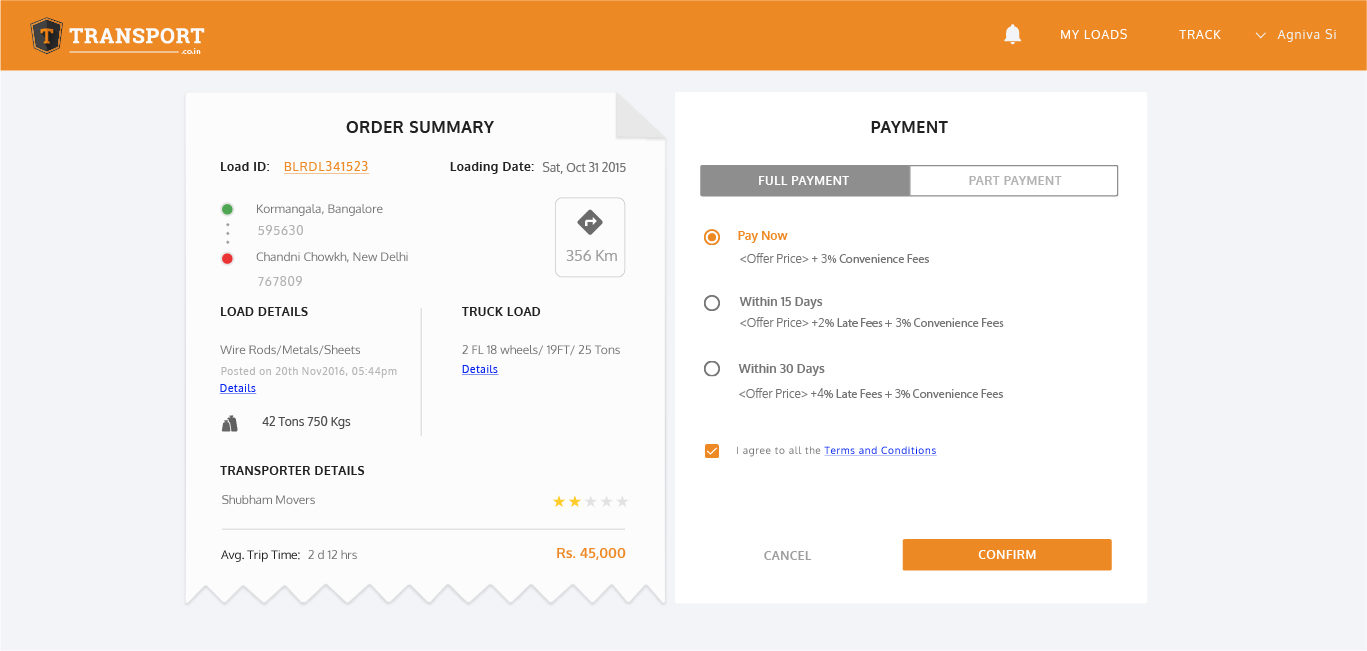 T TRANSPORT
.co.in
MY LOADS
TRACK
Agniva Si
ORDER SUMMARY
Load ID: BLRDL341523
Loading Date: Sat, Oct 31 2015
Kormangala, Bangalore
595630
Chandni Chowkh, New Delhi
767809
356 Km
LOAD DETAILS
Wire Rods/Metals/Sheets
Posted on 20th Nov2016, 05:44pm
Details
42 Tons 750 Kgs
TRUCK LOAD
2 FL 18 wheels/ 19FT/ 25 Tons
Details
TRANSPORTER DETAILS
Shubham Movers
Avg. Trip Time: 2 d 12 hrs
Rs. 45,000
PAYMENT
FULL PAYMENT
PART PAYMENT
Pay Now
<Offer Price> + 3% Convenience Fees
Within 15 Days
<Offer Price> +2% Late Fees + 3% Convenience Fees
Within 30 Days
<Offer Price> +4% Late Fees + 3% Convenience Fees
I agree to all the Terms and Conditions
CANCEL
CONFIRM